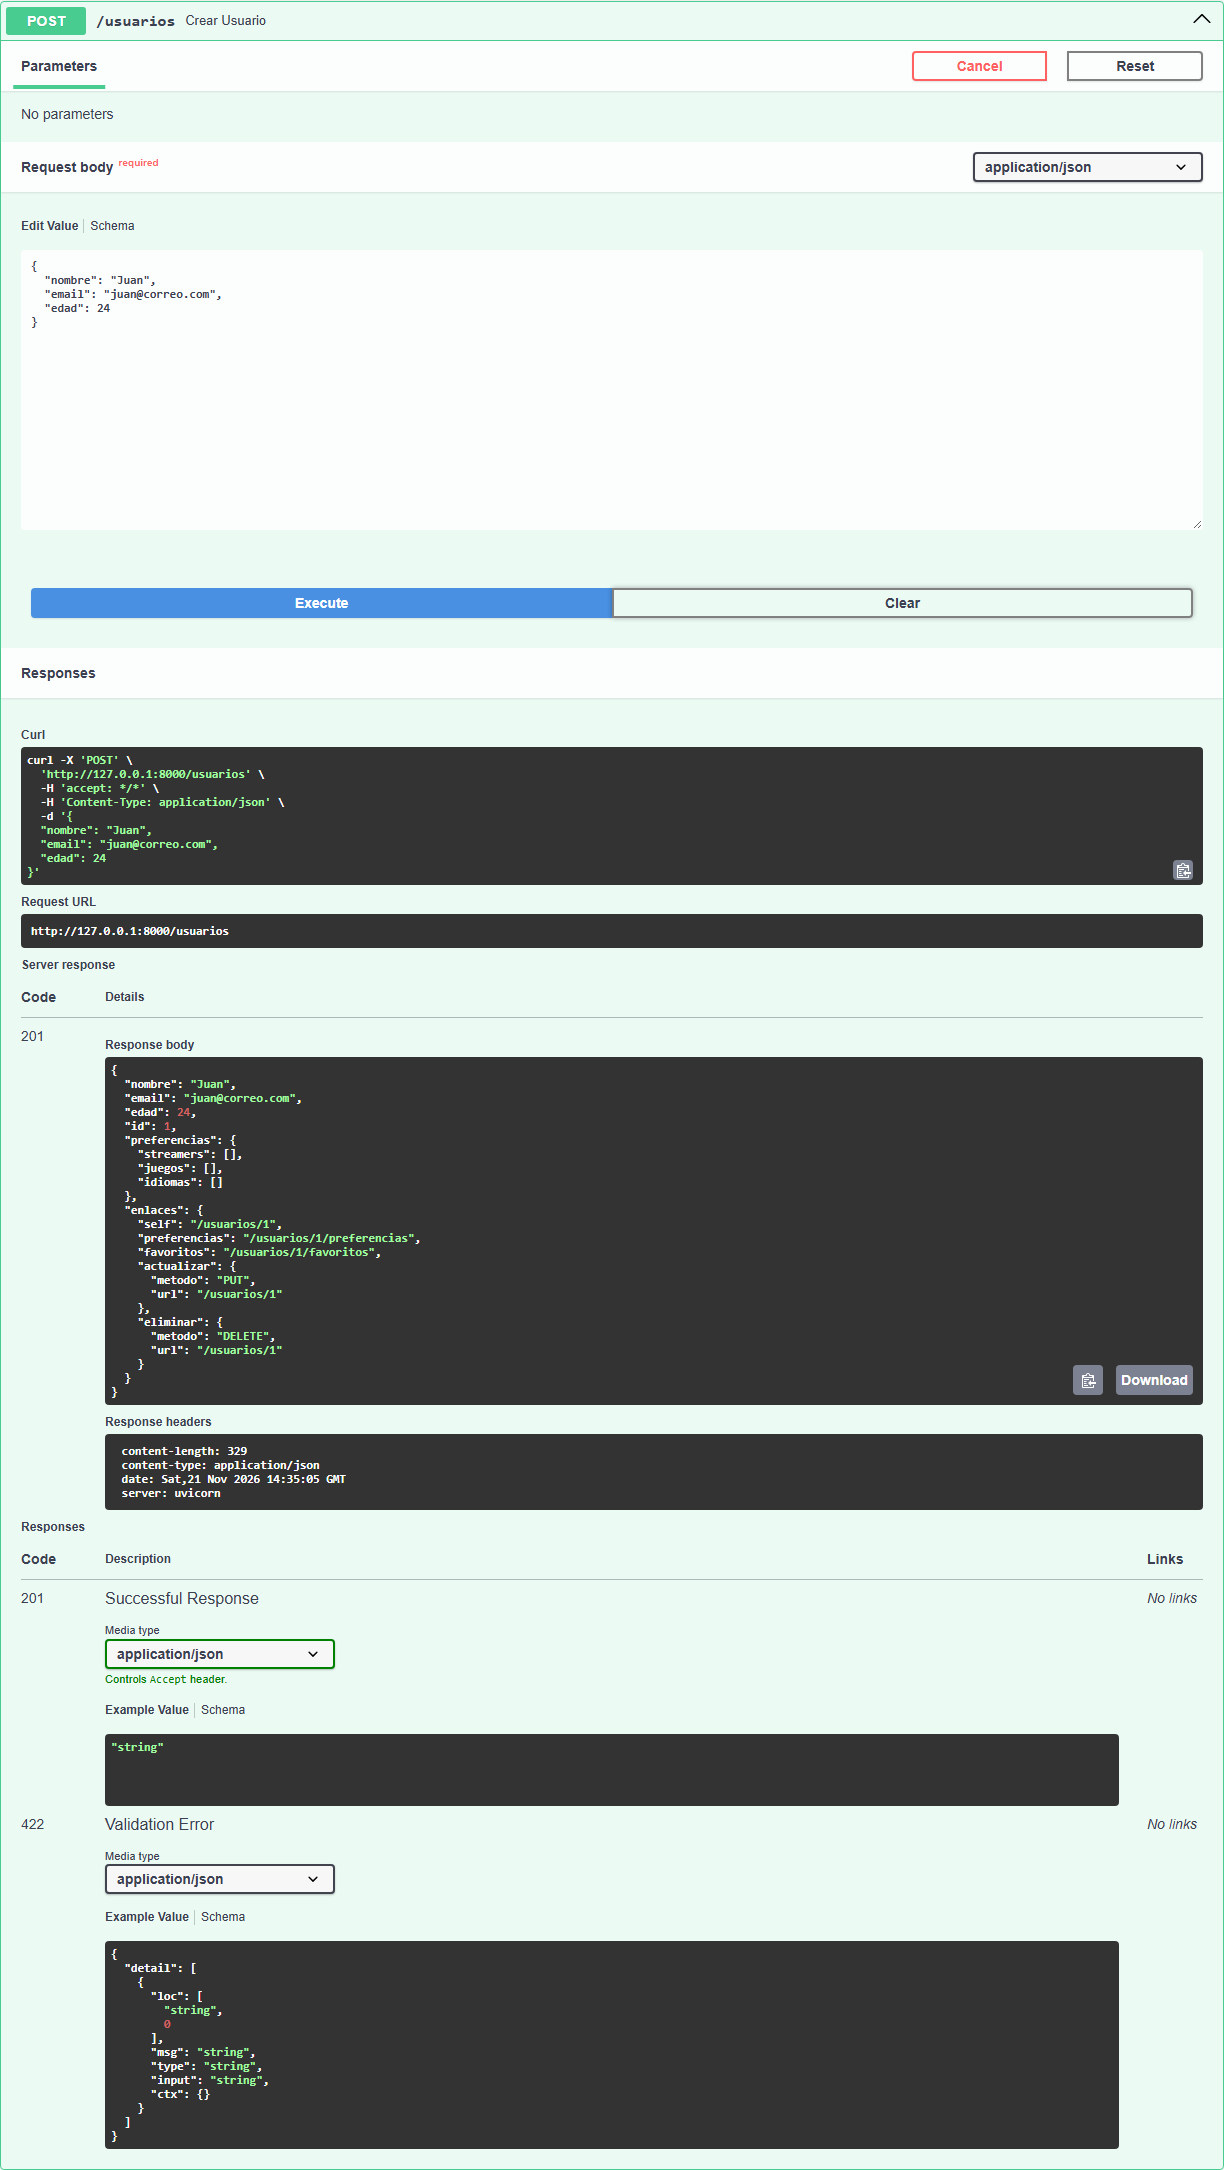 POST /usuarios Crear Usuario
Parameters
Cancel
Reset
No parameters
Request body required
application/json
Edit Value | Schema
{
  "nombre": "Juan",
  "email": "juan@correo.com",
  "edad": 24
}
Execute
Clear
Responses
Curl
curl -X 'POST' \
  'http://127.0.0.1:8000/usuarios' \
  -H 'accept: */*' \
  -H 'Content-Type: application/json' \
  -d '{
  "nombre": "Juan",
  "email": "juan@correo.com",
  "edad": 24
}'
Request URL
http://127.0.0.1:8000/usuarios
Server response
Code Details
201
Response body
{
  "nombre": "Juan",
  "email": "juan@correo.com",
  "edad": 24,
  "id": 1,
  "preferencias": {
    "streamers": [],
    "juegos": [],
    "idiomas": []
  },
  "enlaces": {
    "self": "/usuarios/1",
    "preferencias": "/usuarios/1/preferencias",
    "favoritos": "/usuarios/1/favoritos",
    "actualizar": {
      "metodo": "PUT",
      "url": "/usuarios/1"
    },
    "eliminar": {
      "metodo": "DELETE",
      "url": "/usuarios/1"
    }
  }
}
Download
Response headers
content-length: 329
content-type: application/json
date: Sat,21 Nov 2026 14:35:05 GMT
server: uvicorn
Responses
Code Description Links
201 Successful Response No links
Media type
application/json
Controls Accept header.
Example Value | Schema
"string"
422 Validation Error No links
Media type
application/json
Example Value | Schema
{
  "detail": [
    {
      "loc": [
        "string",
        0
      ],
      "msg": "string",
      "type": "string",
      "input": "string",
      "ctx": {}
    }
  ]
}